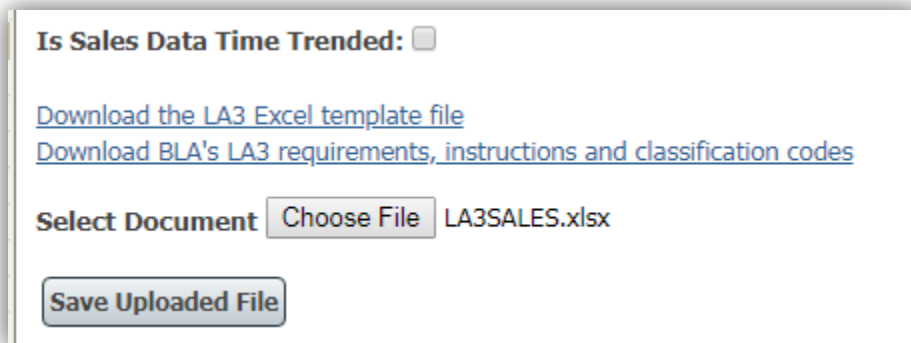 Is Sales Data Time Trended:
Download the LA3 Excel template file
Download BLA's LA3 requirements, instructions and classification codes
Select Document Choose File LA3SALES.xlsx
Save Uploaded File